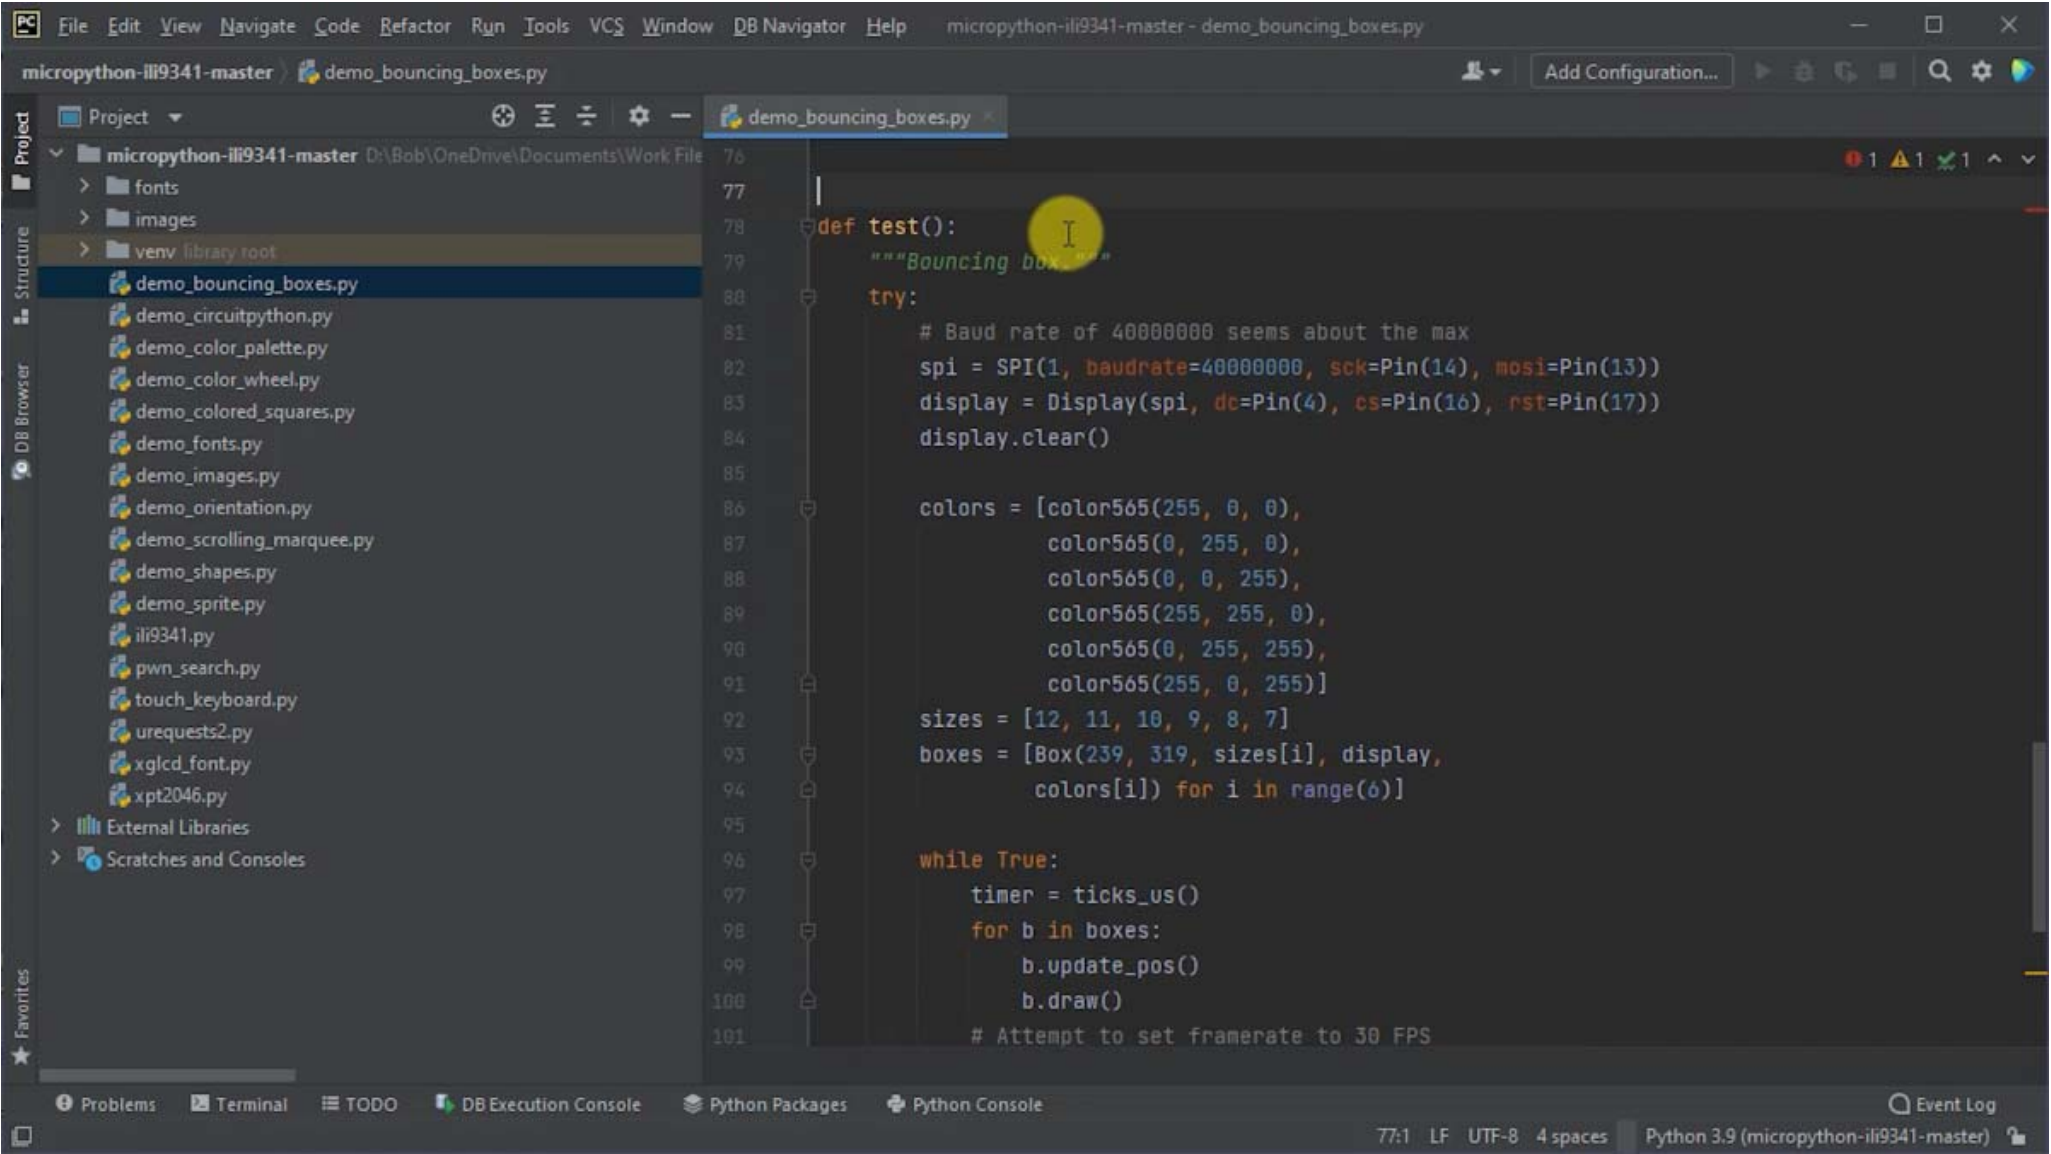 PC File Edit View Navigate Code Refactor Run Tools VCS Window DB Navigator Help micropython-ili9341-master - demo_bouncing_boxes.py
micropython-ili9341-master demo_bouncing_boxes.py Add Configuration...
Project demo_bouncing_boxes.py
Project
Structure
DB Browser
Favorites
micropython-ili9341-master D:\Bob\OneDrive\Documents\Work File
fonts
images
venv library root
demo_bouncing_boxes.py
demo_circuitpython.py
demo_color_palette.py
demo_color_wheel.py
demo_colored_squares.py
demo_fonts.py
demo_images.py
demo_orientation.py
demo_scrolling_marquee.py
demo_shapes.py
demo_sprite.py
ili9341.py
pwn_search.py
touch_keyboard.py
urequests2.py
xglcd_font.py
xpt2046.py
External Libraries
Scratches and Consoles
76 1 1 1
77
78 def test():
79 """Bouncing box."""
80 try:
81 # Baud rate of 40000000 seems about the max
82 spi = SPI(1, baudrate=40000000, sck=Pin(14), mosi=Pin(13))
83 display = Display(spi, dc=Pin(4), cs=Pin(16), rst=Pin(17))
84 display.clear()
85
86 colors = [color565(255, 0, 0),
87 color565(0, 255, 0),
88 color565(0, 0, 255),
89 color565(255, 255, 0),
90 color565(0, 255, 255),
91 color565(255, 0, 255)]
92 sizes = [12, 11, 10, 9, 8, 7]
93 boxes = [Box(239, 319, sizes[i], display,
94 colors[i]) for i in range(6)]
95
96 while True:
97 timer = ticks_us()
98 for b in boxes:
99 b.update_pos()
100 b.draw()
101 # Attempt to set framerate to 30 FPS
Problems Terminal TODO DB Execution Console Python Packages Python Console Event Log
77:1 LF UTF-8 4 spaces Python 3.9 (micropython-ili9341-master)